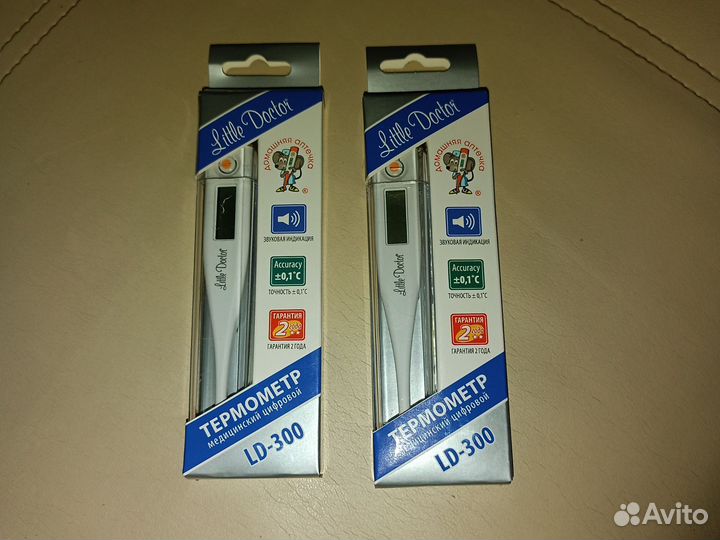 Little Doctor
домашняя аптечка
®
ЗВУКОВАЯ ИНДИКАЦИЯ
Little Doctor
Accuracy
±0,1°C
ТОЧНОСТЬ ± 0,1°C
ГАРАНТИЯ
2 года
ГАРАНТИЯ 2 ГОДА
ТЕРМОМЕТР
медицинский цифровой
LD-300
Little Doctor
домашняя аптечка
®
ЗВУКОВАЯ ИНДИКАЦИЯ
Little Doctor
Accuracy
±0,1°C
ТОЧНОСТЬ ± 0,1°C
ГАРАНТИЯ
2 года
ГАРАНТИЯ 2 ГОДА
ТЕРМОМЕТР
медицинский цифровой
LD-300
Avito